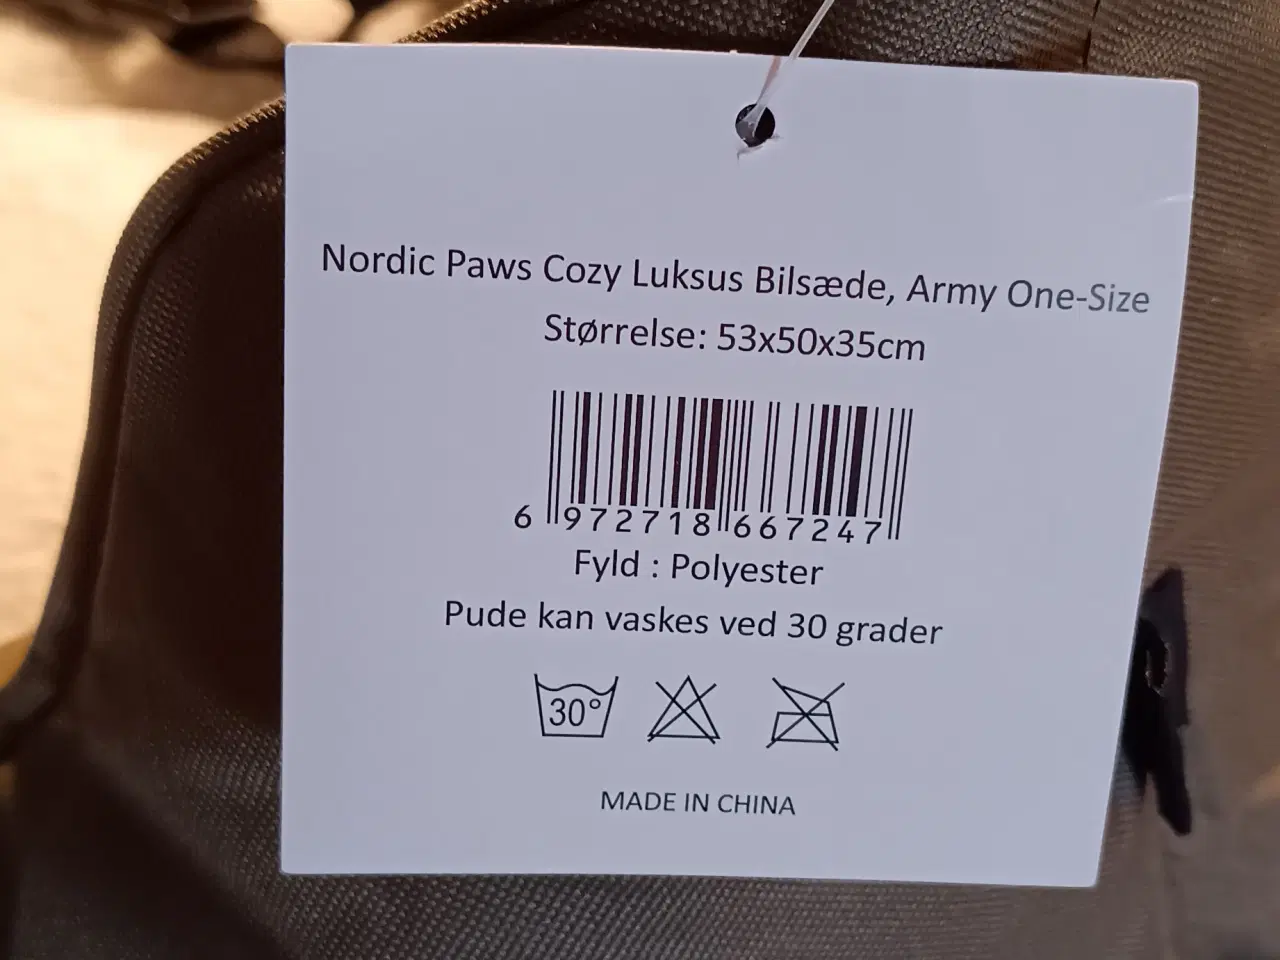 Nordic Paws Cozy Luksus Bilsæde, Army One-Size
Størrelse: 53x50x35cm
6 972718 667247
Fyld : Polyester
Pude kan vaskes ved 30 grader
30°
MADE IN CHINA